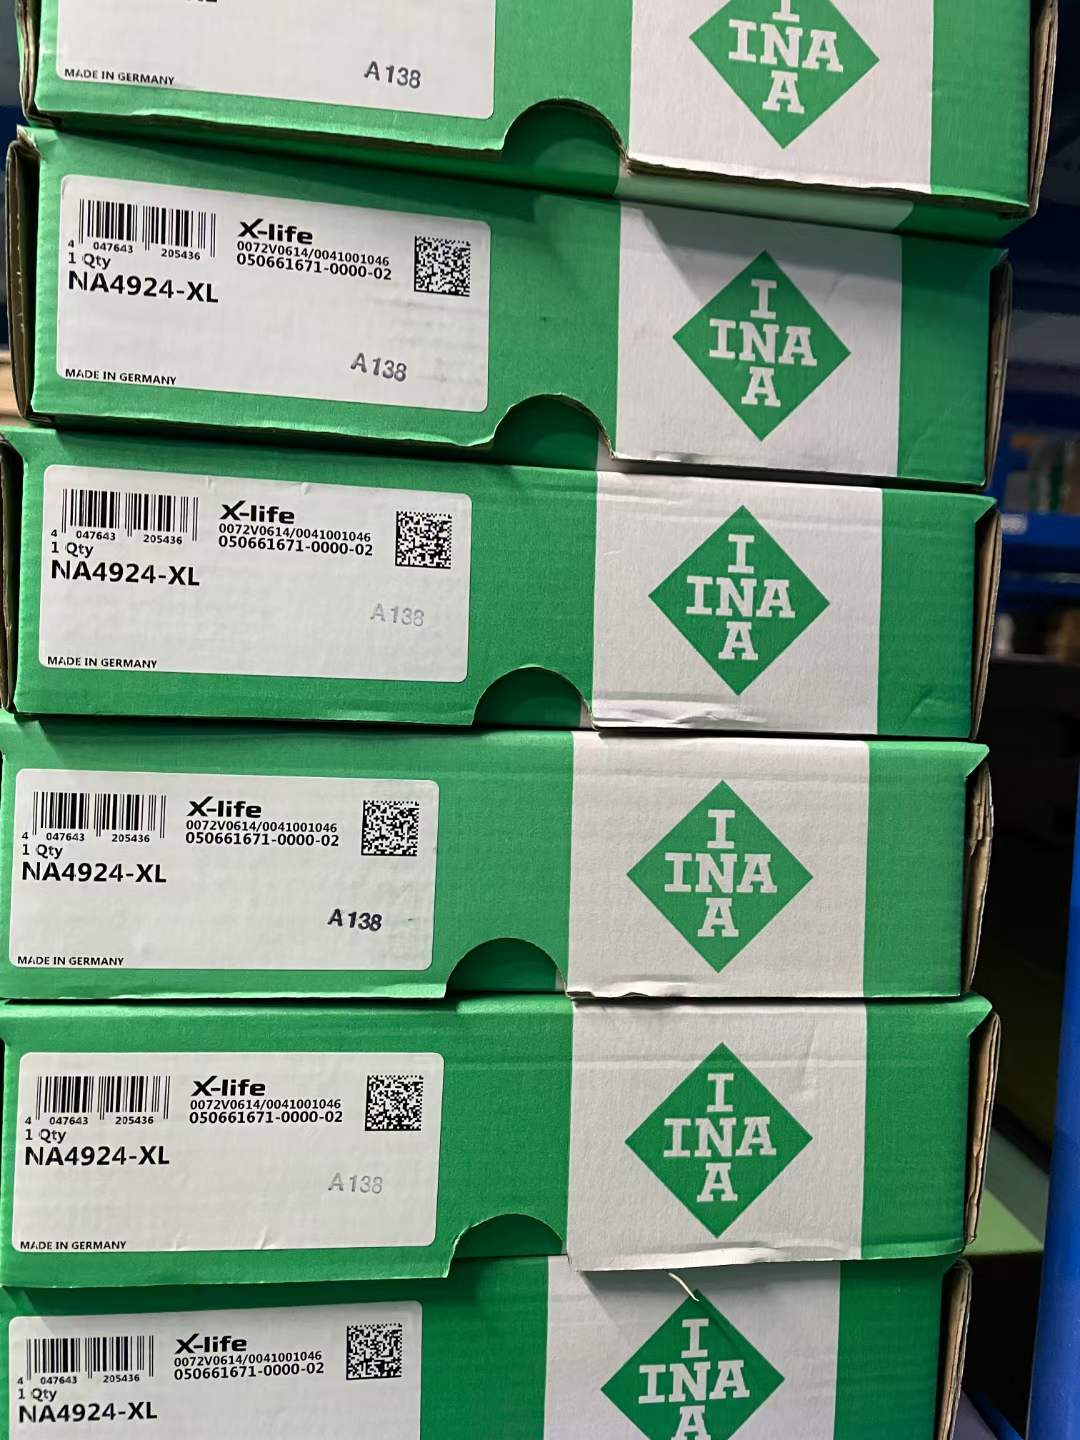 MADE IN GERMANY
A138
I
INA
A
X-life
4 047643 205436
0072V0614/0041001046
1 Qty
050661671-0000-02
NA4924-XL
A138
MADE IN GERMANY
I
INA
A
X-life
4 047643 205436
0072V0614/0041001046
1 Qty
050661671-0000-02
NA4924-XL
A138
MADE IN GERMANY
I
INA
A
X-life
4 047643 205436
0072V0614/0041001046
1 Qty
050661671-0000-02
NA4924-XL
A138
MADE IN GERMANY
I
INA
A
X-life
4 047643 205436
0072V0614/0041001046
1 Qty
050661671-0000-02
NA4924-XL
A138
MADE IN GERMANY
I
INA
A
X-life
4 047643 205436
0072V0614/0041001046
1 Qty
050661671-0000-02
NA4924-XL
I
INA
A